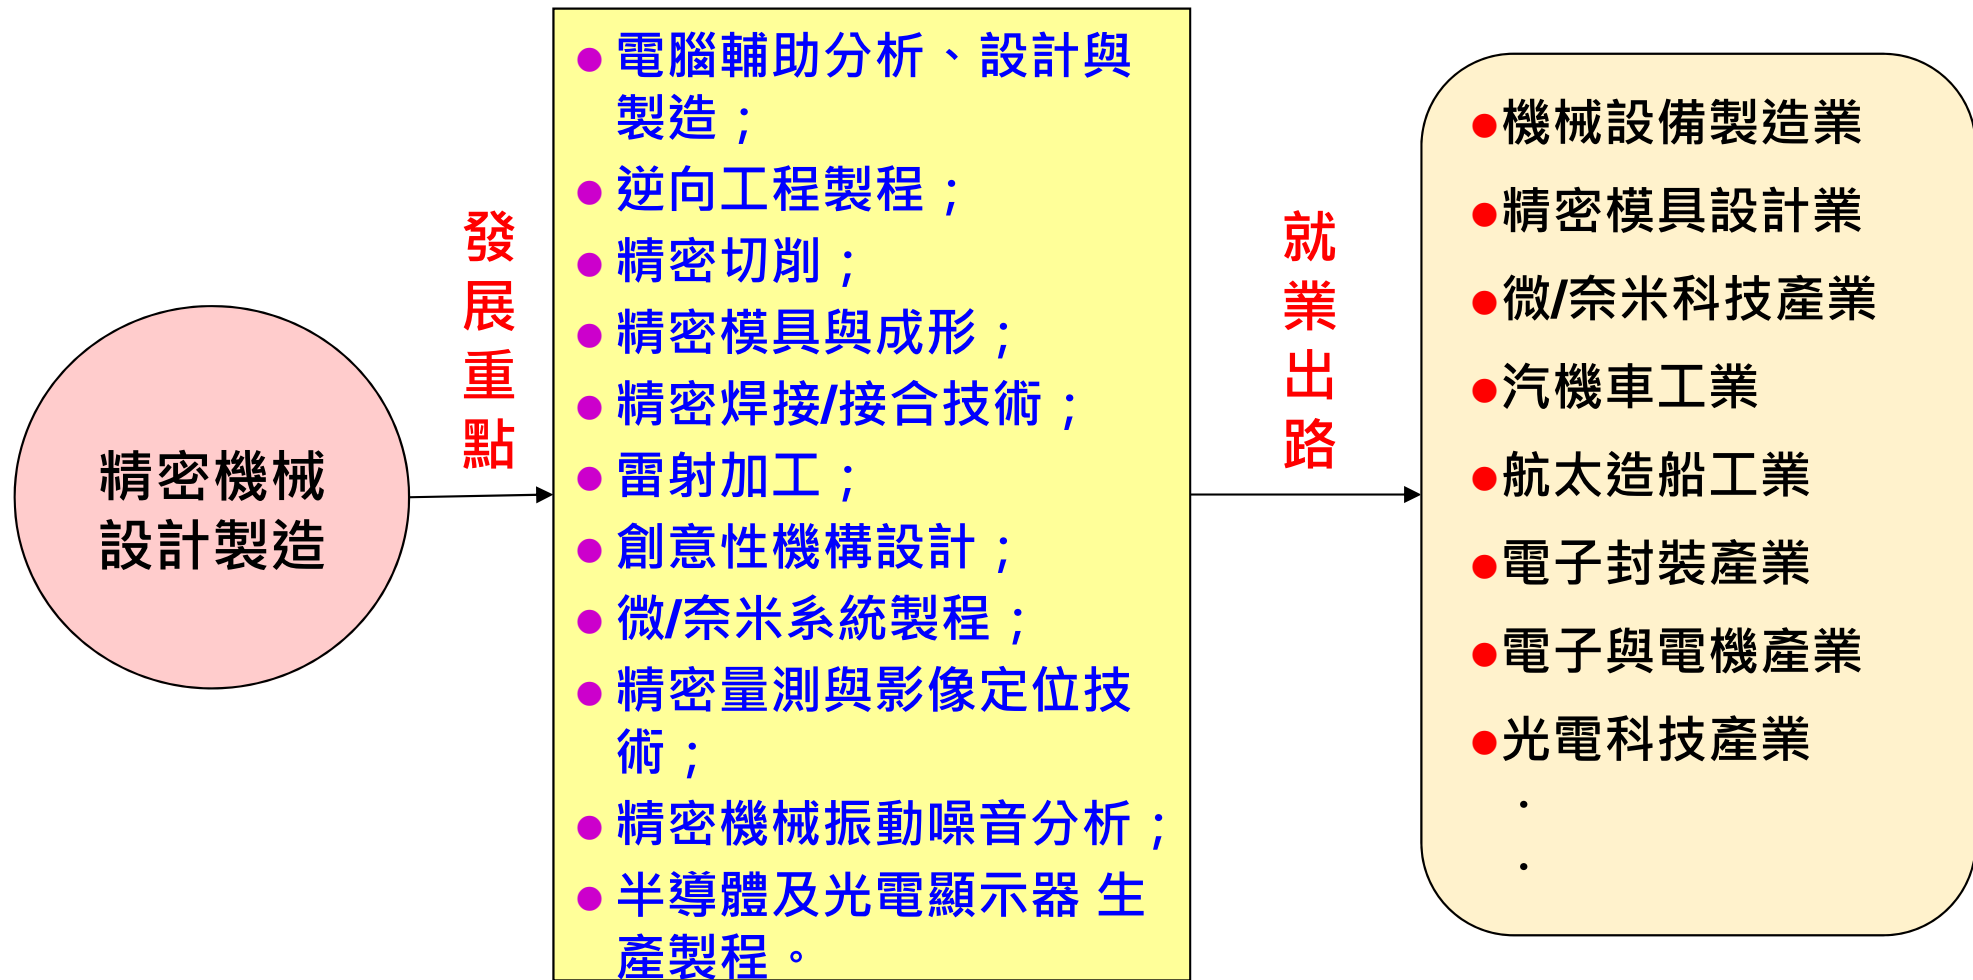 精密機械
設計製造
發
展
重
點
●電腦輔助分析、設計與
製造；
●逆向工程製程；
●精密切削；
●精密模具與成形；
●精密焊接/接合技術；
●雷射加工；
●創意性機構設計；
●微/奈米系統製程；
●精密量測與影像定位技
術；
●精密機械振動噪音分析；
●半導體及光電顯示器 生
產製程。
就
業
出
路
●機械設備製造業
●精密模具設計業
●微/奈米科技產業
●汽機車工業
●航太造船工業
●電子封裝產業
●電子與電機產業
●光電科技產業
．
．